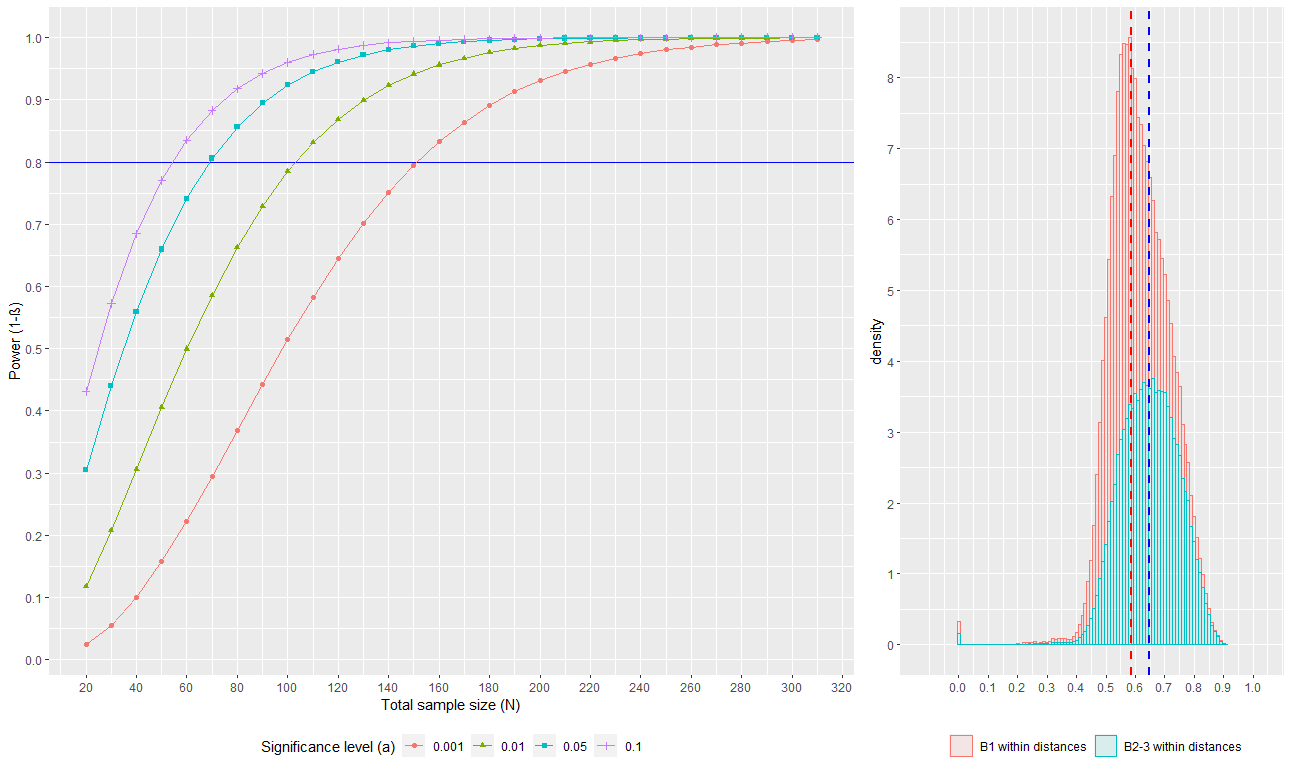 Power (1-ß)
1.0
0.9
0.8
0.7
0.6
0.5
0.4
0.3
0.2
0.1
0.0
20 40 60 80 100 120 140 160 180 200 220 240 260 280 300 320
Total sample size (N)
Significance level (a) 0.001 0.01 0.05 0.1
density
8
7
6
5
4
3
2
1
0
0.0 0.1 0.2 0.3 0.4 0.5 0.6 0.7 0.8 0.9 1.0
B1 within distances B2-3 within distances